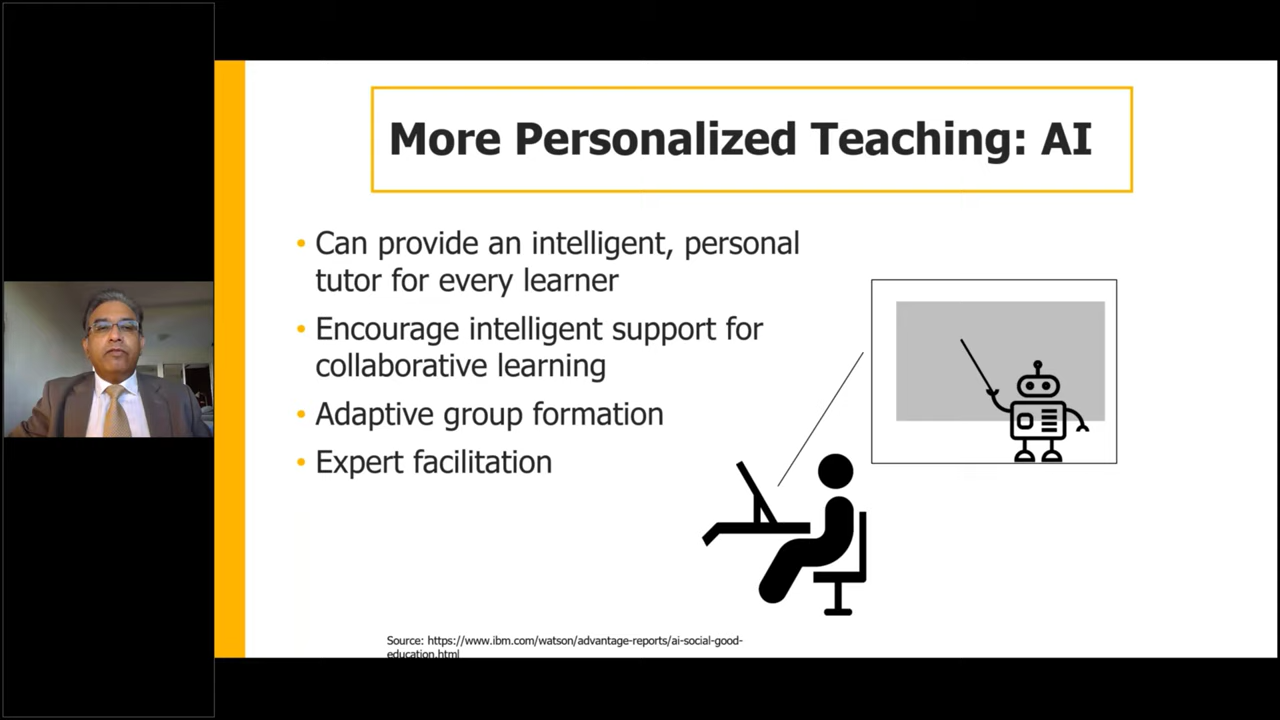 More Personalized Teaching: AI
• Can provide an intelligent, personal
tutor for every learner
• Encourage intelligent support for
collaborative learning
• Adaptive group formation
• Expert facilitation
Source: https://www.ibm.com/watson/advantage-reports/ai-social-good-
education.html